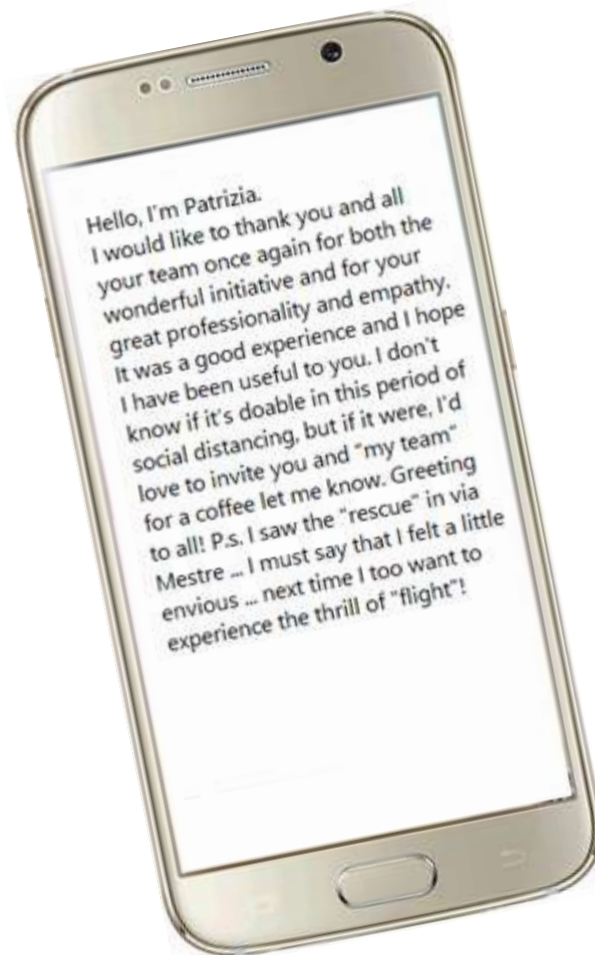 Hello, I'm Patrizia.
I would like to thank you and all
your team once again for both the
wonderful initiative and for your
great professionality and empathy.
It was a good experience and I hope
I have been useful to you. I don't
know if it's doable in this period of
social distancing, but if it were, I'd
love to invite you and "my team"
for a coffee let me know. Greeting
to all! P.s. I saw the "rescue" in via
Mestre ... I must say that I felt a little
envious ... next time I too want to
experience the thrill of "flight"!